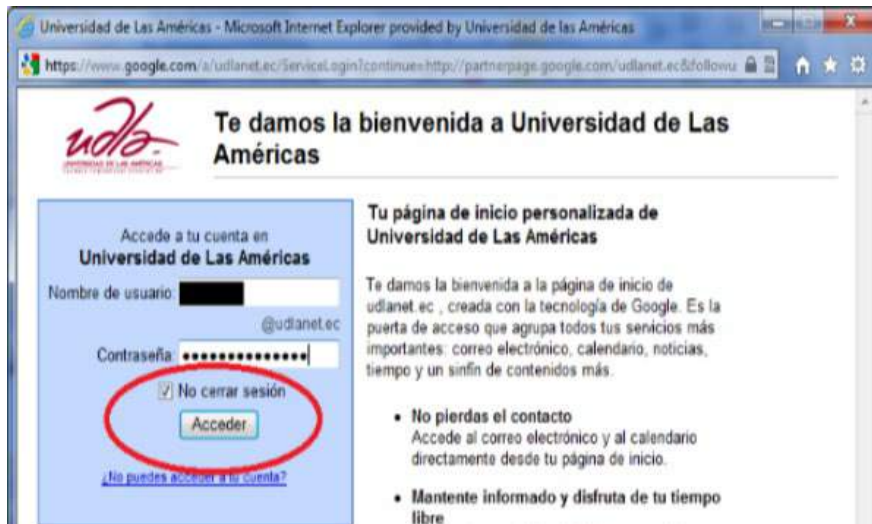 Universidad de Las Américas - Microsoft Internet Explorer provided by Universidad de las Américas
https://www.google.com/a/udlanet.ec/ServiceLogin?continue=http://partnerpage.google.com/udlanet.ec&followu
udla-
UNIVERSIDAD DE LAS AMÉRICAS
Te damos la bienvenida a Universidad de Las
Américas
Accede a tu cuenta en
Universidad de Las Américas
Nombre de usuario:
@udlanet.ec
Contraseña:
No cerrar sesión
Acceder
¿No puedes acceder a tu cuenta?
Tu página de inicio personalizada de
Universidad de Las Américas
Te damos la bienvenida a la página de inicio de
udlanet.ec , creada con la tecnología de Google. Es la
puerta de acceso que agrupa todos tus servicios más
importantes: correo electrónico, calendario, noticias,
tiempo y un sinfín de contenidos más.
• No pierdas el contacto
Accede al correo electrónico y al calendario
directamente desde tu página de inicio.
• Mantente informado y disfruta de tu tiempo
libre